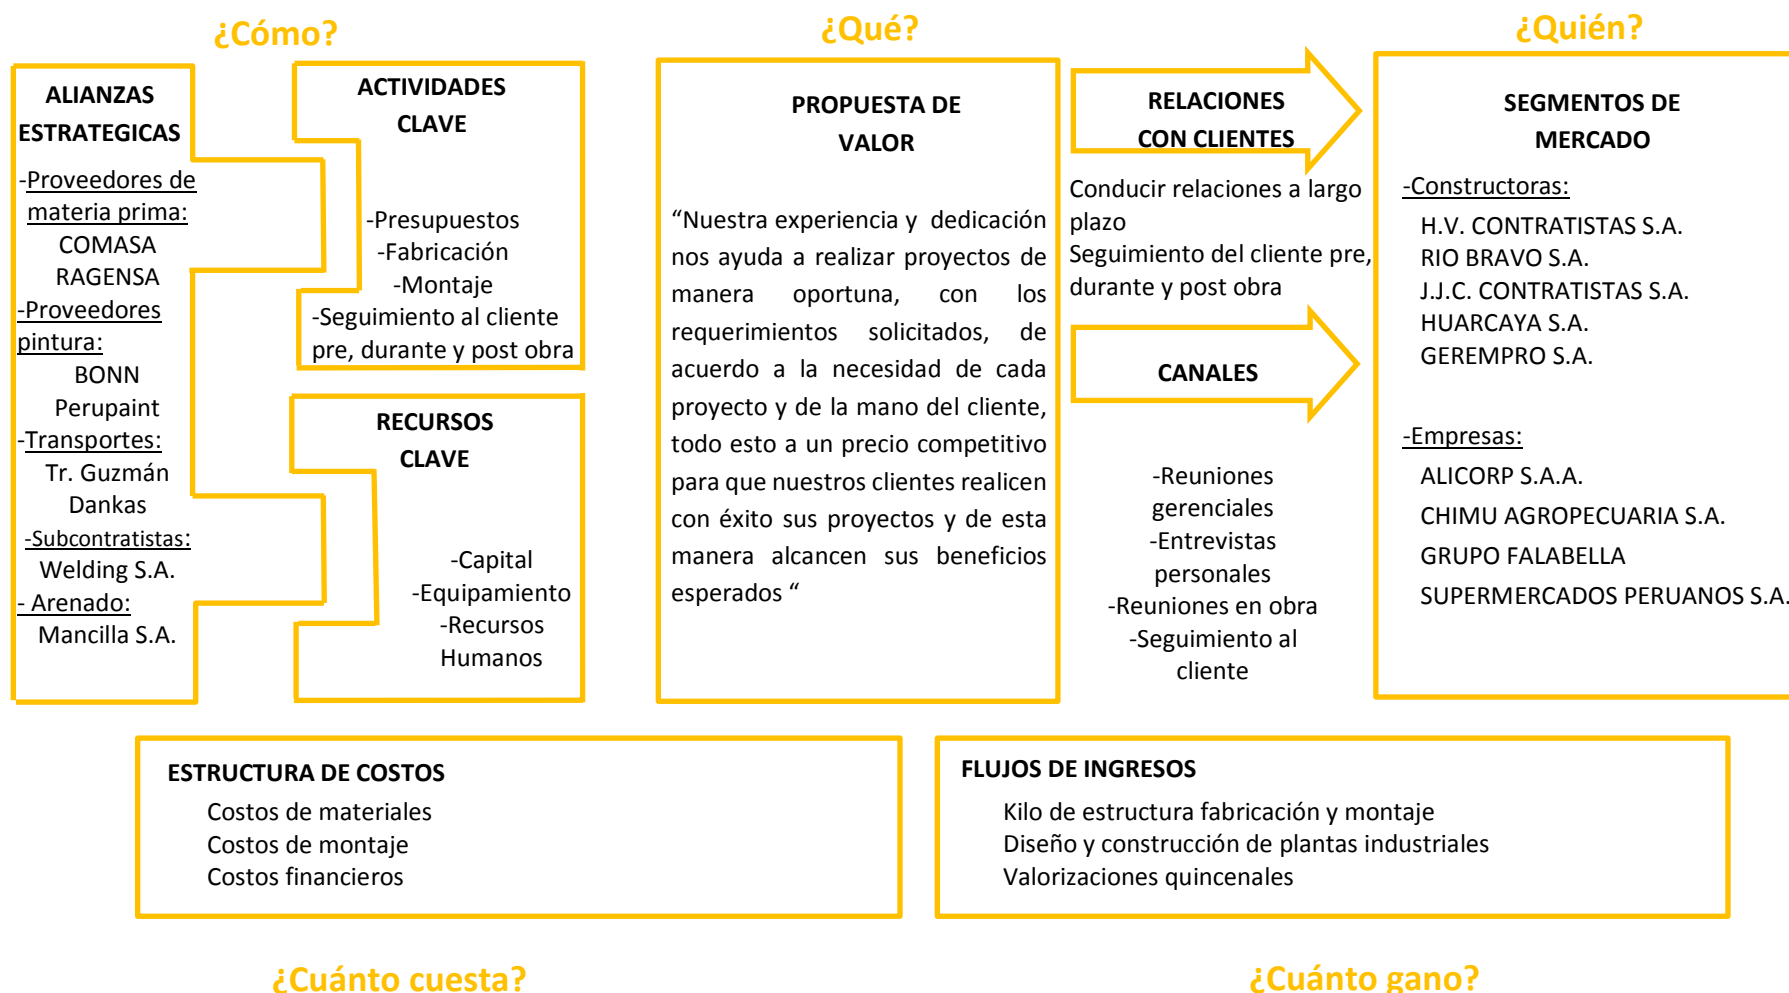 ¿Cómo?
¿Qué?
¿Quién?
ALIANZAS
ESTRATEGICAS
-Proveedores de
materia prima:
COMASA
RAGENSA
-Proveedores
pintura:
BONN
Perupaint
-Transportes:
Tr. Guzmán
Dankas
-Subcontratistas:
Welding S.A.
- Arenado:
Mancilla S.A.
ACTIVIDADES
CLAVE
-Presupuestos
-Fabricación
-Montaje
-Seguimiento al cliente
pre, durante y post obra
RECURSOS
CLAVE
-Capital
-Equipamiento
-Recursos
Humanos
PROPUESTA DE
VALOR
“Nuestra experiencia y dedicación
nos ayuda a realizar proyectos de
manera oportuna, con los
requerimientos solicitados, de
acuerdo a la necesidad de cada
proyecto y de la mano del cliente,
todo esto a un precio competitivo
para que nuestros clientes realicen
con éxito sus proyectos y de esta
manera alcancen sus beneficios
esperados “
RELACIONES
CON CLIENTES
Conducir relaciones a largo
plazo
Seguimiento del cliente pre,
durante y post obra
CANALES
-Reuniones
gerenciales
-Entrevistas
personales
-Reuniones en obra
-Seguimiento al
cliente
SEGMENTOS DE
MERCADO
-Constructoras:
H.V. CONTRATISTAS S.A.
RIO BRAVO S.A.
J.J.C. CONTRATISTAS S.A.
HUARCAYA S.A.
GEREMPRO S.A.
-Empresas:
ALICORP S.A.A.
CHIMU AGROPECUARIA S.A.
GRUPO FALABELLA
SUPERMERCADOS PERUANOS S.A.
ESTRUCTURA DE COSTOS
Costos de materiales
Costos de montaje
Costos financieros
FLUJOS DE INGRESOS
Kilo de estructura fabricación y montaje
Diseño y construcción de plantas industriales
Valorizaciones quincenales
¿Cuánto cuesta?
¿Cuánto gano?